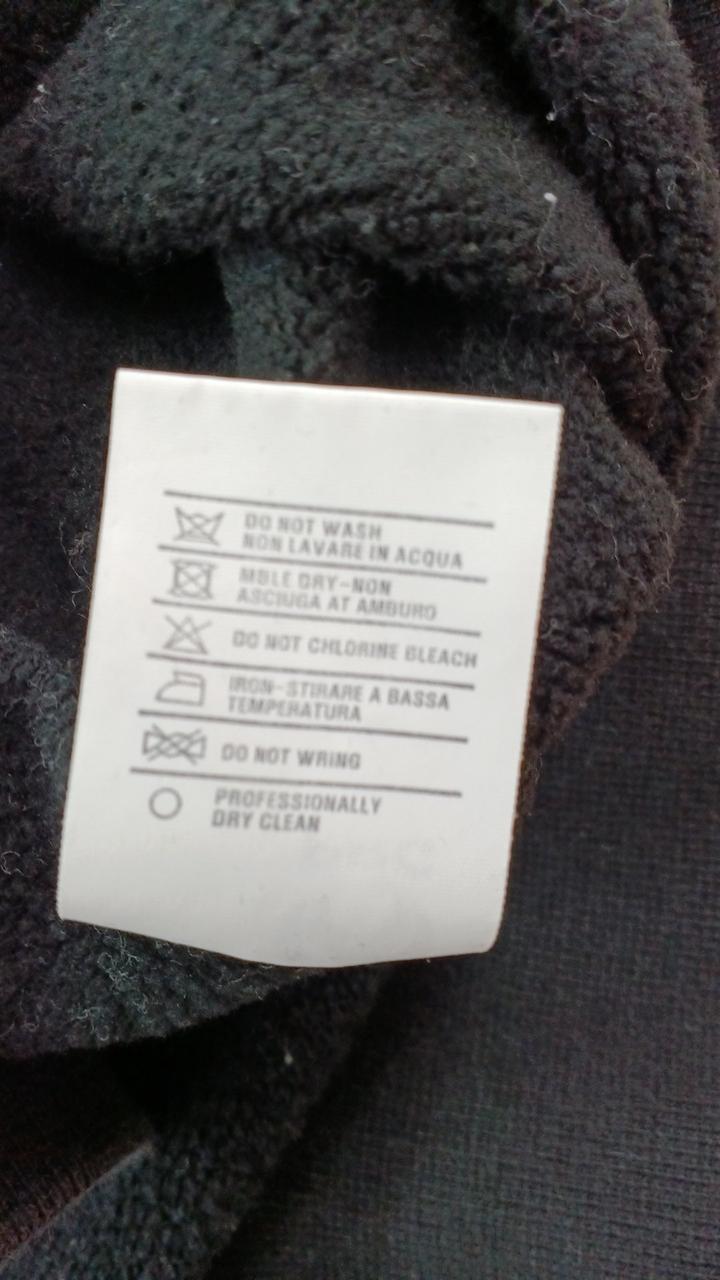 DO NOT WASH
NON LAVARE IN ACQUA
MBLE DRY-NON
ASCIUGA AT AMBURO
DO NOT CHLORINE BLEACH
IRON-STIRARE A BASSA
TEMPERATURA
DO NOT WRING
PROFESSIONALLY
DRY CLEAN